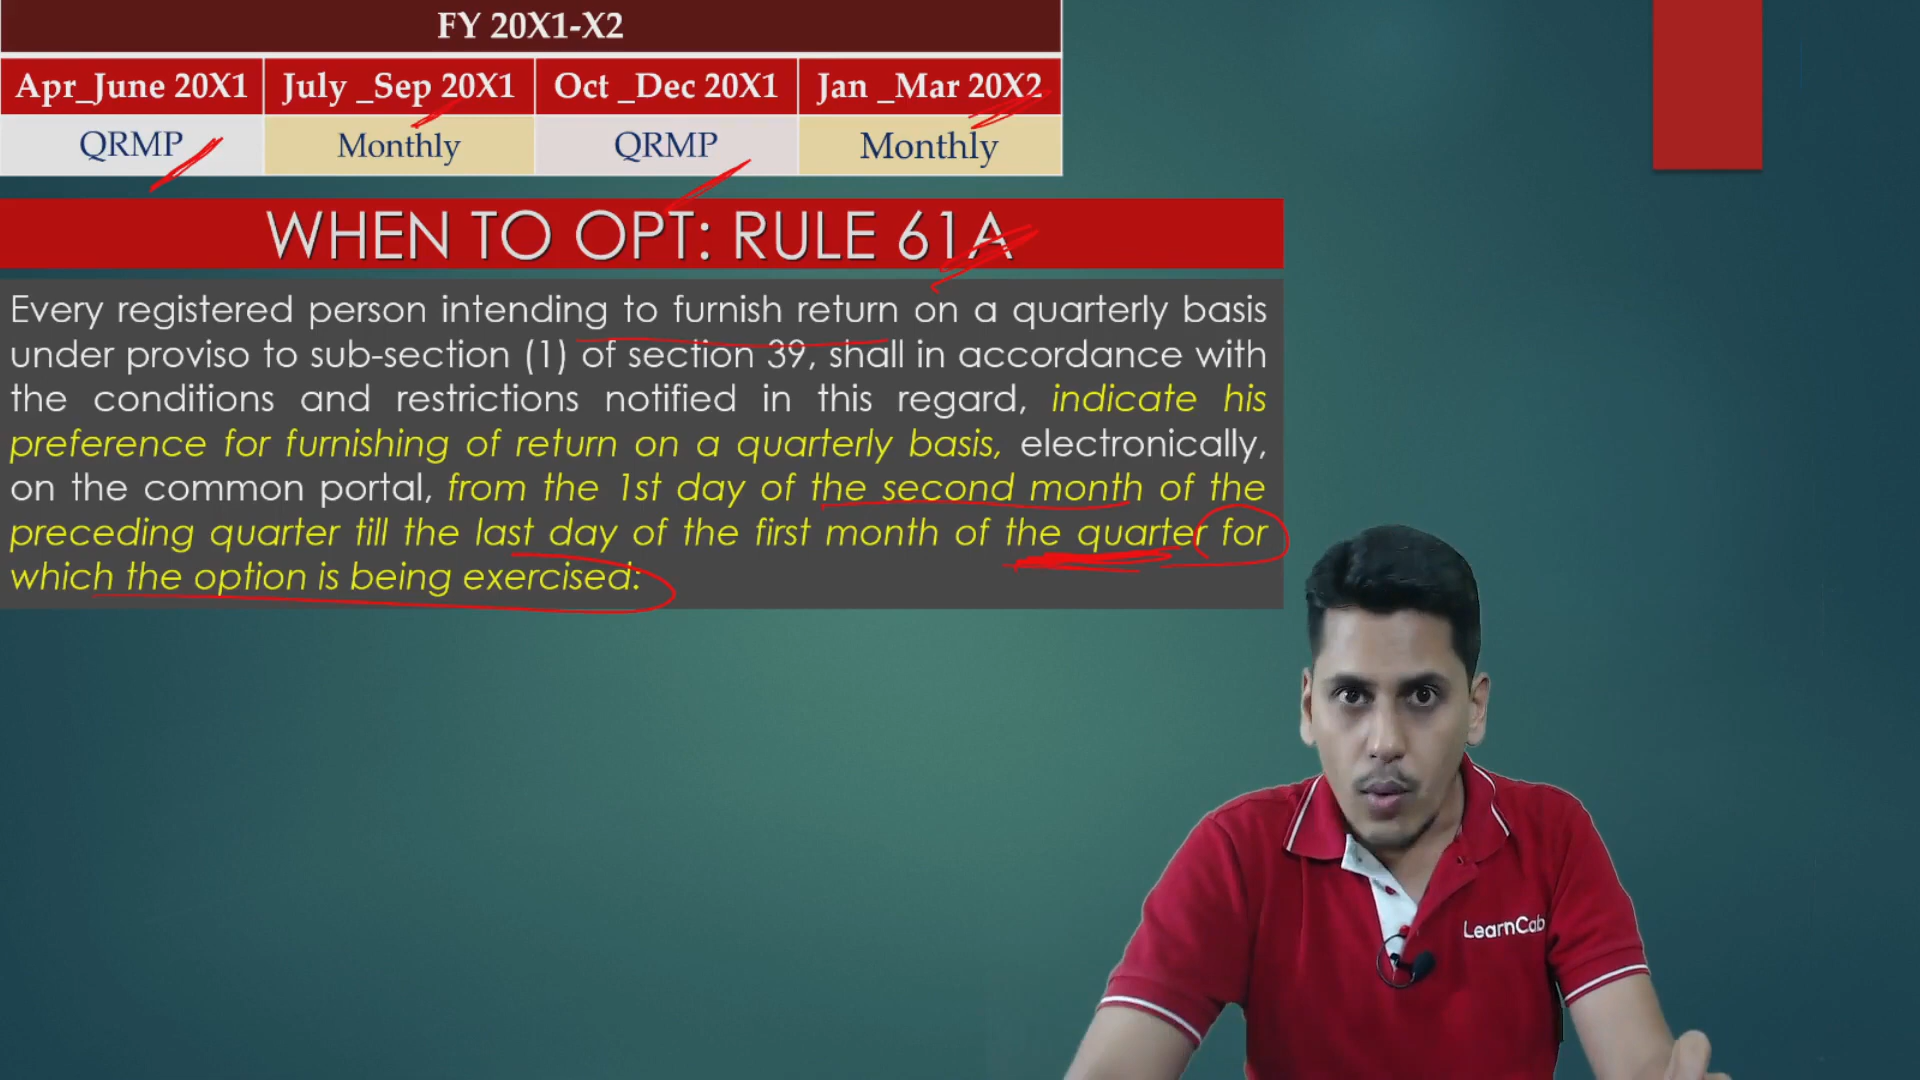 FY 20X1-X2
Apr_June 20X1 July _Sep 20X1 Oct _Dec 20X1 Jan _Mar 20X2
QRMP Monthly QRMP Monthly
WHEN TO OPT: RULE 61A
Every registered person intending to furnish return on a quarterly basis
under proviso to sub-section (1) of section 39, shall in accordance with
the conditions and restrictions notified in this regard, indicate his
preference for furnishing of return on a quarterly basis, electronically,
on the common portal, from the 1st day of the second month of the
preceding quarter till the last day of the first month of the quarter for
which the option is being exercised:
LearnCab